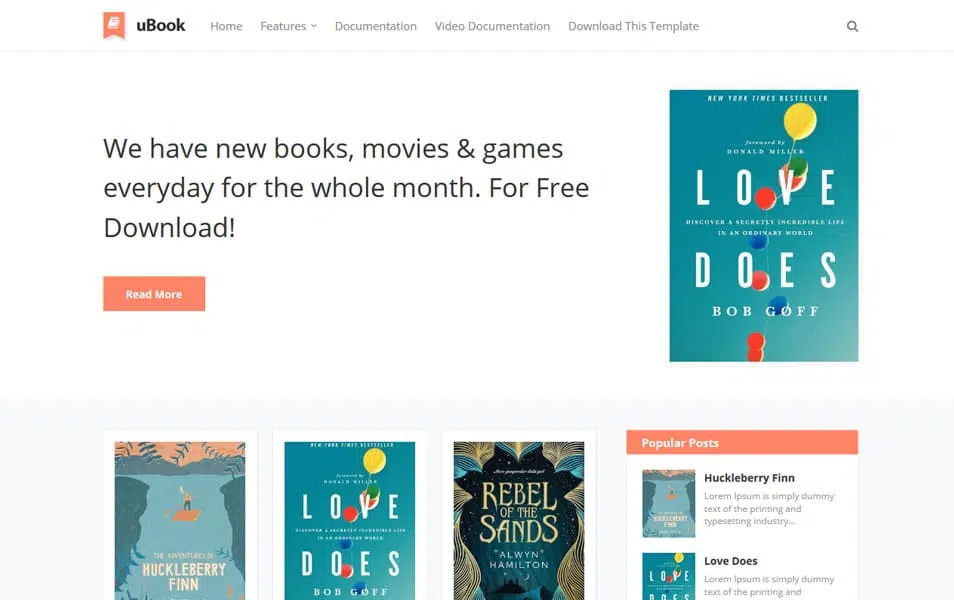 uBook
Home
Features
Documentation
Video Documentation
Download This Template
We have new books, movies & games
everyday for the whole month. For Free
Download!
Read More
NEW YORK TIMES BESTSELLER
foreword by
DONALD MILLER
LOVE
DISCOVER A SECRETLY INCREDIBLE LIFE
IN AN ORDINARY WORLD
DOES
BOB GOFF
THE ADVENTURES OF
HUCKLEBERRY
FINN
NEW YORK TIMES BESTSELLER
foreword by
DONALD MILLER
LOVE
DISCOVER A SECRETLY INCREDIBLE LIFE
IN AN ORDINARY WORLD
DOES
BOB GOFF
REBEL
OF THE
SANDS
ALWYN
HAMILTON
Popular Posts
HUCKLEBERRY
FINN
Huckleberry Finn
Lorem Ipsum is simply dummy
text of the printing and
typesetting industry...
LOVE
Love Does
Lorem Ipsum is simply dummy
text of the printing and